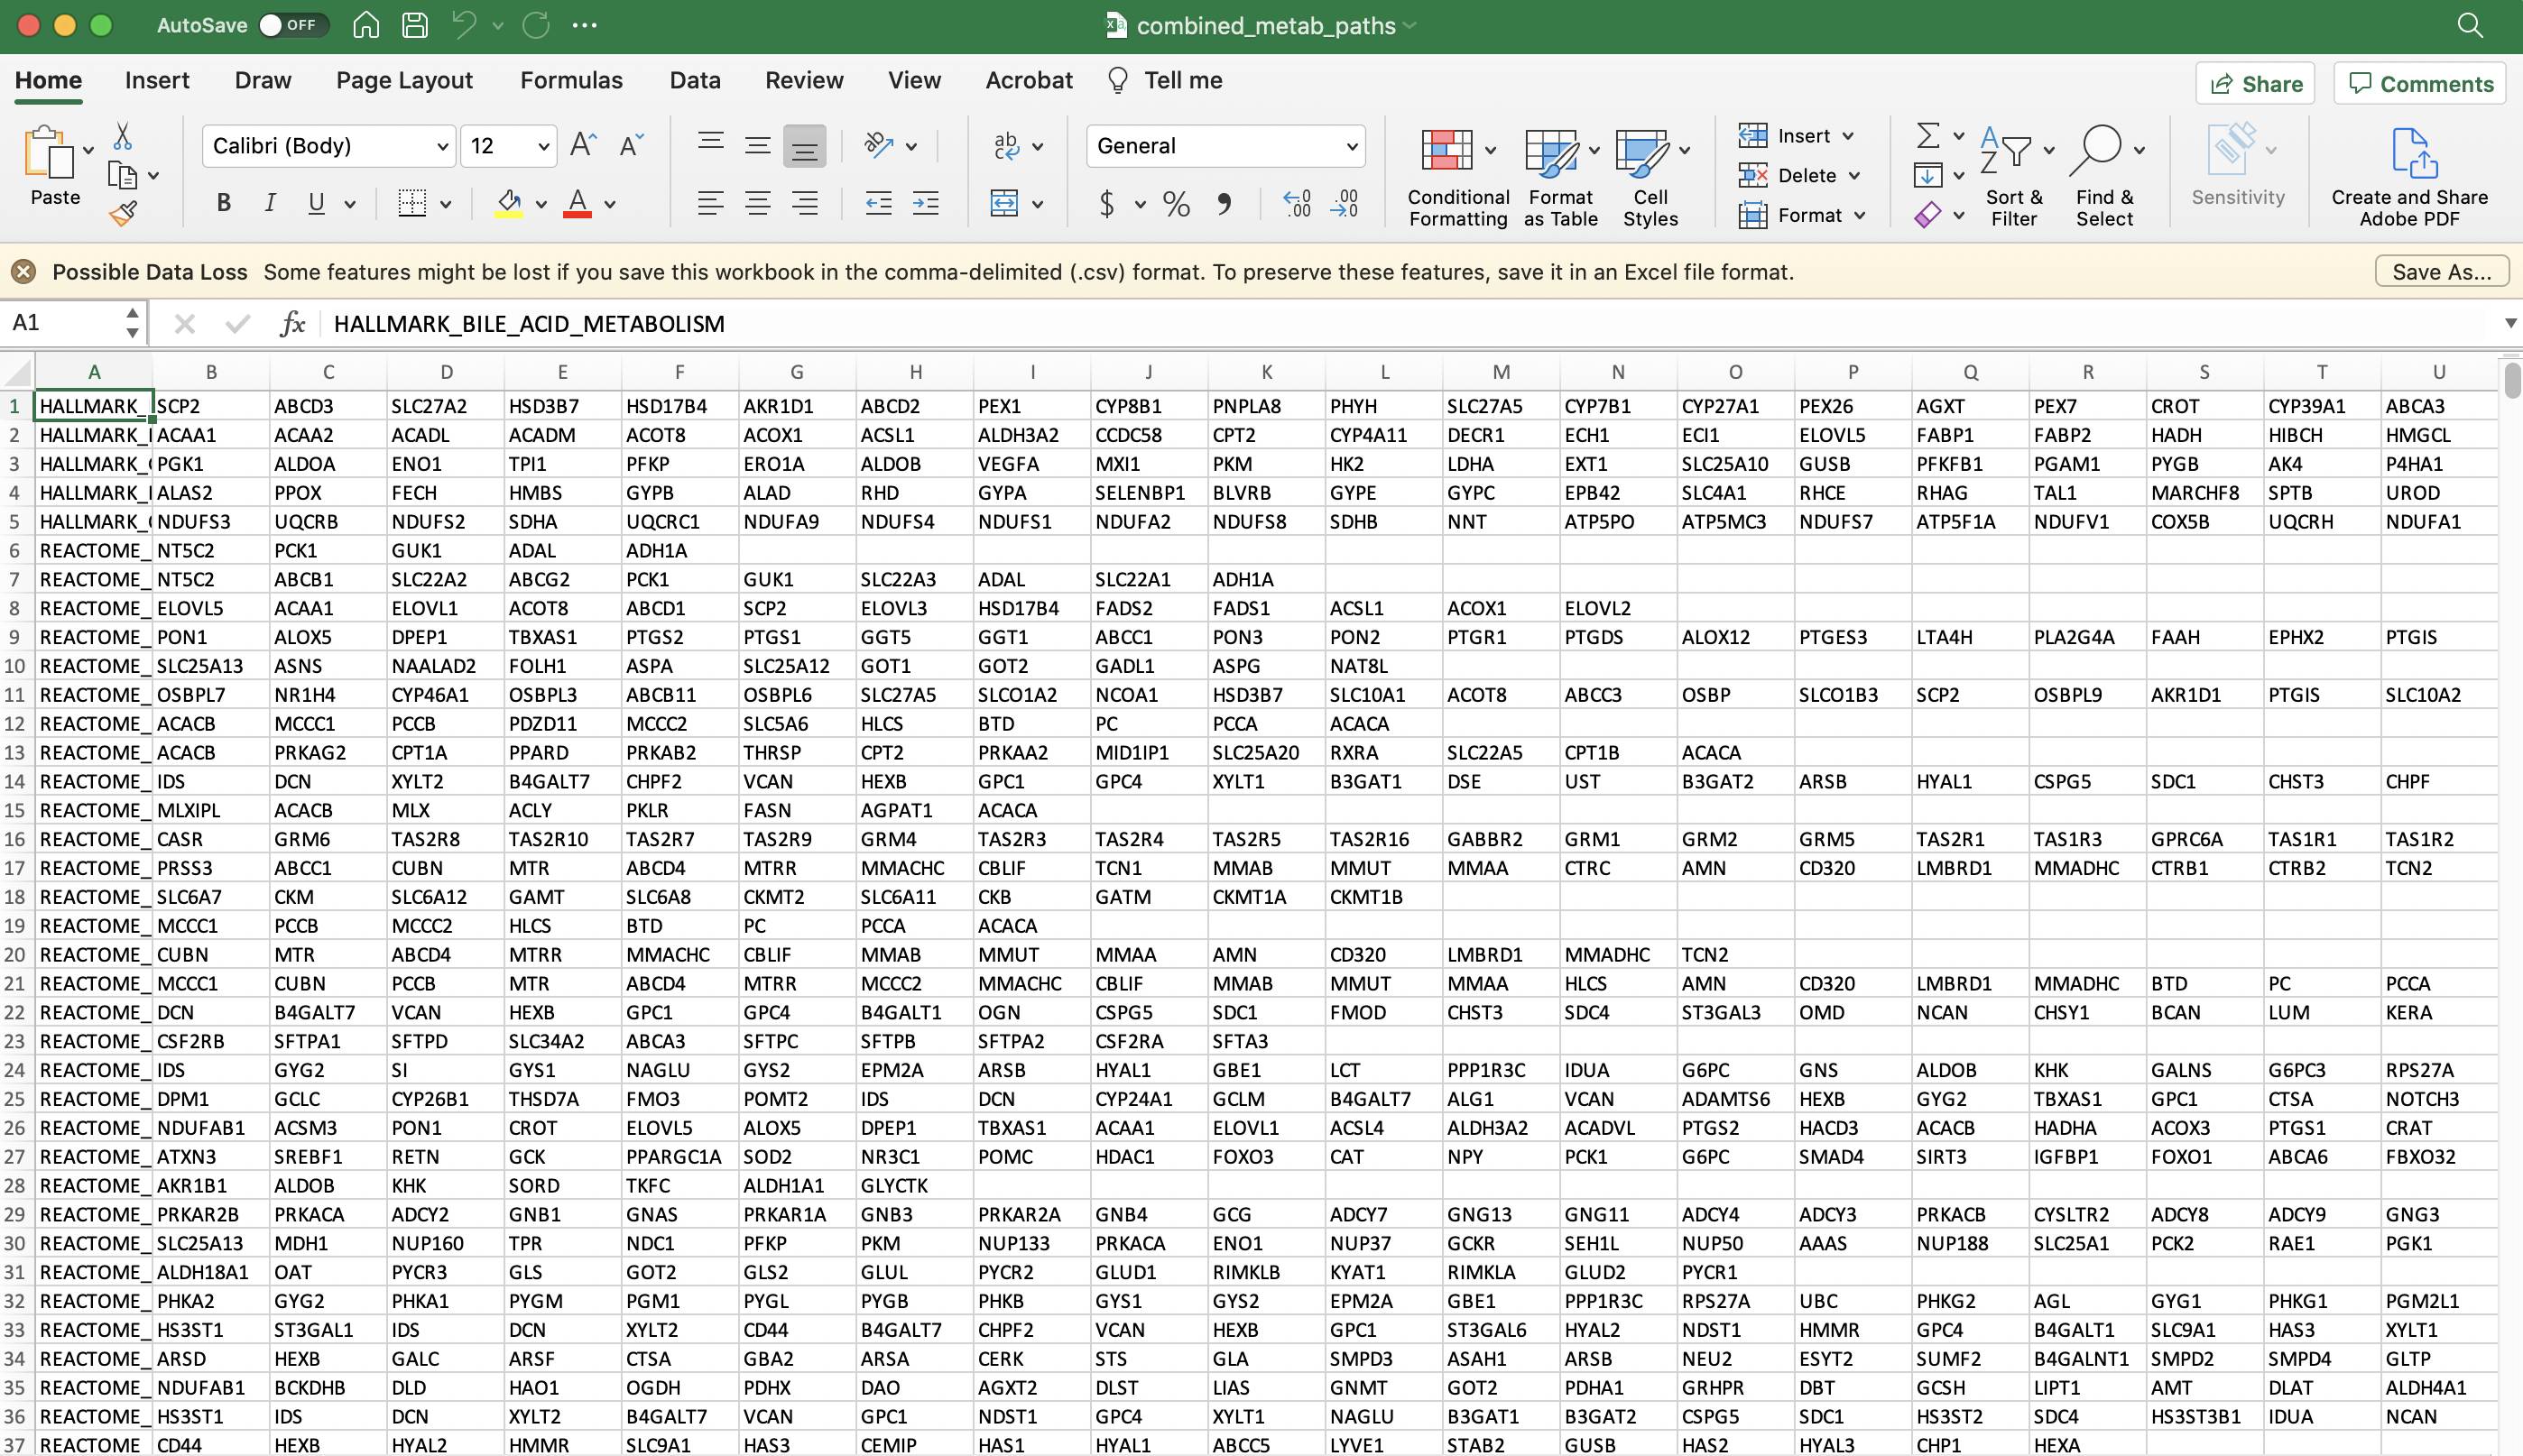 AutoSave OFF combined_metab_paths
Home Insert Draw Page Layout Formulas Data Review View Acrobat Tell me Share Comments
Paste Calibri (Body) 12 General Conditional Formatting Format as Table Cell Styles Insert Delete Format Sort & Filter Find & Select Sensitivity Create and Share Adobe PDF
Possible Data Loss Some features might be lost if you save this workbook in the comma-delimited (.csv) format. To preserve these features, save it in an Excel file format. Save As...
A1 fx HALLMARK_BILE_ACID_METABOLISM
A B C D E F G H I J K L M N O P Q R S T U
1 HALLMARK_ SCP2 ABCD3 SLC27A2 HSD3B7 HSD17B4 AKR1D1 ABCD2 PEX1 CYP8B1 PNPLA8 PHYH SLC27A5 CYP7B1 CYP27A1 PEX26 AGXT PEX7 CROT CYP39A1 ABCA3
2 HALLMARK_ ACAA1 ACAA2 ACADL ACADM ACOT8 ACOX1 ACSL1 ALDH3A2 CCDC58 CPT2 CYP4A11 DECR1 ECH1 ECI1 ELOVL5 FABP1 FABP2 HADH HIBCH HMGCL
3 HALLMARK_ PGK1 ALDOA ENO1 TPI1 PFKP ERO1A ALDOB VEGFA MXI1 PKM HK2 LDHA EXT1 SLC25A10 GUSB PFKFB1 PGAM1 PYGB AK4 P4HA1
4 HALLMARK_ ALAS2 PPOX FECH HMBS GYPB ALAD RHD GYPA SELENBP1 BLVRB GYPE GYPC EPB42 SLC4A1 RHCE RHAG TAL1 MARCHF8 SPTB UROD
5 HALLMARK_ NDUFS3 UQCRB NDUFS2 SDHA UQCRC1 NDUFA9 NDUFS4 NDUFS1 NDUFA2 NDUFS8 SDHB NNT ATP5PO ATP5MC3 NDUFS7 ATP5F1A NDUFV1 COX5B UQCRH NDUFA1
6 REACTOME_ NT5C2 PCK1 GUK1 ADAL ADH1A
7 REACTOME_ NT5C2 ABCB1 SLC22A2 ABCG2 PCK1 GUK1 SLC22A3 ADAL SLC22A1 ADH1A
8 REACTOME_ ELOVL5 ACAA1 ELOVL1 ACOT8 ABCD1 SCP2 ELOVL3 HSD17B4 FADS2 FADS1 ACSL1 ACOX1 ELOVL2
9 REACTOME_ PON1 ALOX5 DPEP1 TBXAS1 PTGS2 PTGS1 GGT5 GGT1 ABCC1 PON3 PON2 PTGR1 PTGDS ALOX12 PTGES3 LTA4H PLA2G4A FAAH EPHX2 PTGIS
10 REACTOME_ SLC25A13 ASNS NAALAD2 FOLH1 ASPA SLC25A12 GOT1 GOT2 GADL1 ASPG NAT8L
11 REACTOME_ OSBPL7 NR1H4 CYP46A1 OSBPL3 ABCB11 OSBPL6 SLC27A5 SLCO1A2 NCOA1 HSD3B7 SLC10A1 ACOT8 ABCC3 OSBP SLCO1B3 SCP2 OSBPL9 AKR1D1 PTGIS SLC10A2
12 REACTOME_ ACACB MCCC1 PCCB PDZD11 MCCC2 SLC5A6 HLCS BTD PC PCCA ACACA
13 REACTOME_ ACACB PRKAG2 CPT1A PPARD PRKAB2 THRSP CPT2 PRKAA2 MID1IP1 SLC25A20 RXRA SLC22A5 CPT1B ACACA
14 REACTOME_ IDS DCN XYLT2 B4GALT7 CHPF2 VCAN HEXB GPC1 GPC4 XYLT1 B3GAT1 DSE UST B3GAT2 ARSB HYAL1 CSPG5 SDC1 CHST3 CHPF
15 REACTOME_ MLXIPL ACACB MLX ACLY PKLR FASN AGPAT1 ACACA
16 REACTOME_ CASR GRM6 TAS2R8 TAS2R10 TAS2R7 TAS2R9 GRM4 TAS2R3 TAS2R4 TAS2R5 TAS2R16 GABBR2 GRM1 GRM2 GRM5 TAS2R1 TAS1R3 GPRC6A TAS1R1 TAS1R2
17 REACTOME_ PRSS3 ABCC1 CUBN MTR ABCD4 MTRR MMACHC CBLIF TCN1 MMAB MMUT MMAA CTRC AMN CD320 LMBRD1 MMADHC CTRB1 CTRB2 TCN2
18 REACTOME_ SLC6A7 CKM SLC6A12 GAMT SLC6A8 CKMT2 SLC6A11 CKB GATM CKMT1A CKMT1B
19 REACTOME_ MCCC1 PCCB MCCC2 HLCS BTD PC PCCA ACACA
20 REACTOME_ CUBN MTR ABCD4 MTRR MMACHC CBLIF MMAB MMUT MMAA AMN CD320 LMBRD1 MMADHC TCN2
21 REACTOME_ MCCC1 CUBN PCCB MTR ABCD4 MTRR MCCC2 MMACHC CBLIF MMAB MMUT MMAA HLCS AMN CD320 LMBRD1 MMADHC BTD PC PCCA
22 REACTOME_ DCN B4GALT7 VCAN HEXB GPC1 GPC4 B4GALT1 OGN CSPG5 SDC1 FMOD CHST3 SDC4 ST3GAL3 OMD NCAN CHSY1 BCAN LUM KERA
23 REACTOME_ CSF2RB SFTPA1 SFTPD SLC34A2 ABCA3 SFTPC SFTPB SFTPA2 CSF2RA SFTA3
24 REACTOME_ IDS GYG2 SI GYS1 NAGLU GYS2 EPM2A ARSB HYAL1 GBE1 LCT PPP1R3C IDUA G6PC GNS ALDOB KHK GALNS G6PC3 RPS27A
25 REACTOME_ DPM1 GCLC CYP26B1 THSD7A FMO3 POMT2 IDS DCN CYP24A1 GCLM B4GALT7 ALG1 VCAN ADAMTS6 HEXB GYG2 TBXAS1 GPC1 CTSA NOTCH3
26 REACTOME_ NDUFAB1 ACSM3 PON1 CROT ELOVL5 ALOX5 DPEP1 TBXAS1 ACAA1 ELOVL1 ACSL4 ALDH3A2 ACADVL PTGS2 HACD3 ACACB HADHA ACOX3 PTGS1 CRAT
27 REACTOME_ ATXN3 SREBF1 RETN GCK PPARGC1A SOD2 NR3C1 POMC HDAC1 FOXO3 CAT NPY PCK1 G6PC SMAD4 SIRT3 IGFBP1 FOXO1 ABCA6 FBXO32
28 REACTOME_ AKR1B1 ALDOB KHK SORD TKFC ALDH1A1 GLYCTK
29 REACTOME_ PRKAR2B PRKACA ADCY2 GNB1 GNAS PRKAR1A GNB3 PRKAR2A GNB4 GCG ADCY7 GNG13 GNG11 ADCY4 ADCY3 PRKACB CYSLTR2 ADCY8 ADCY9 GNG3
30 REACTOME_ SLC25A13 MDH1 NUP160 TPR NDC1 PFKP PKM NUP133 PRKACA ENO1 NUP37 GCKR SEH1L NUP50 AAAS NUP188 SLC25A1 PCK2 RAE1 PGK1
31 REACTOME_ ALDH18A1 OAT PYCR3 GLS GOT2 GLS2 GLUL PYCR2 GLUD1 RIMKLB KYAT1 RIMKLA GLUD2 PYCR1
32 REACTOME_ PHKA2 GYG2 PHKA1 PYGM PGM1 PYGL PYGB PHKB GYS1 GYS2 EPM2A GBE1 PPP1R3C RPS27A UBC PHKG2 AGL GYG1 PHKG1 PGM2L1
33 REACTOME_ HS3ST1 ST3GAL1 IDS DCN XYLT2 CD44 B4GALT7 CHPF2 VCAN HEXB GPC1 ST3GAL6 HYAL2 NDST1 HMMR GPC4 B4GALT1 SLC9A1 HAS3 XYLT1
34 REACTOME_ ARSD HEXB GALC ARSF CTSA GBA2 ARSA CERK STS GLA SMPD3 ASAH1 ARSB NEU2 ESYT2 SUMF2 B4GALNT1 SMPD2 SMPD4 GLTP
35 REACTOME_ NDUFAB1 BCKDHB DLD HAO1 OGDH PDHX DAO AGXT2 DLST LIAS GNMT GOT2 PDHA1 GRHPR DBT GCSH LIPT1 AMT DLAT ALDH4A1
36 REACTOME_ HS3ST1 IDS DCN XYLT2 B4GALT7 VCAN GPC1 NDST1 GPC4 XYLT1 NAGLU B3GAT1 B3GAT2 CSPG5 SDC1 HS3ST2 SDC4 HS3ST3B1 IDUA NCAN
37 REACTOME_ CD44 HEXB HYAL2 HMMR SLC9A1 HAS3 CEMIP HAS1 HYAL1 ABCC5 LYVE1 STAB2 GUSB HAS2 HYAL3 CHP1 HEXA